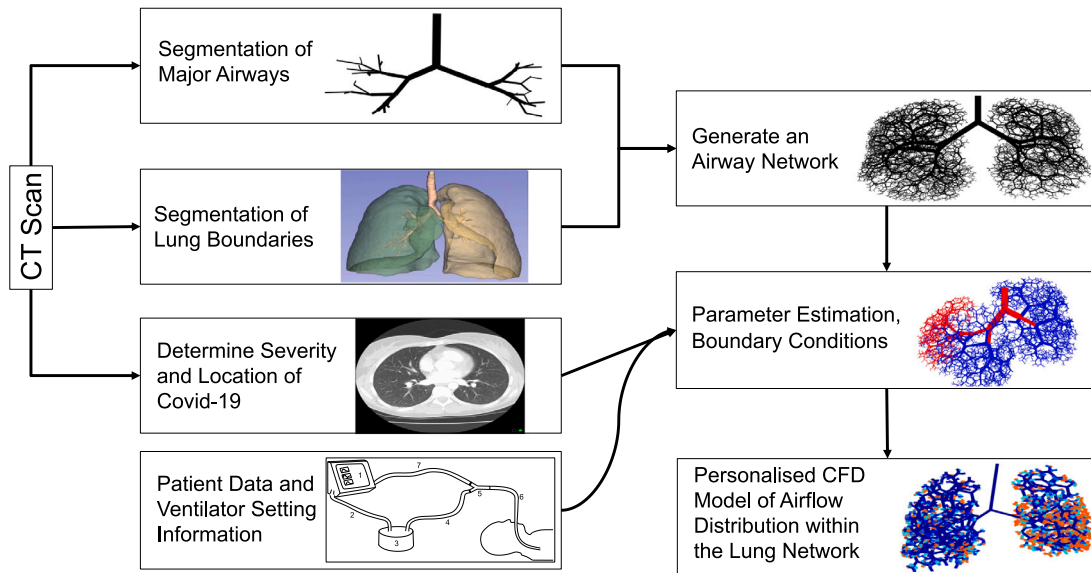 CT Scan
Segmentation of
Major Airways
Segmentation of
Lung Boundaries
Determine Severity
and Location of
Covid-19
Patient Data and
Ventilator Setting
Information
1
2
3
4
5
6
7
Generate an
Airway Network
Parameter Estimation,
Boundary Conditions
Personalised CFD
Model of Airflow
Distribution within
the Lung Network